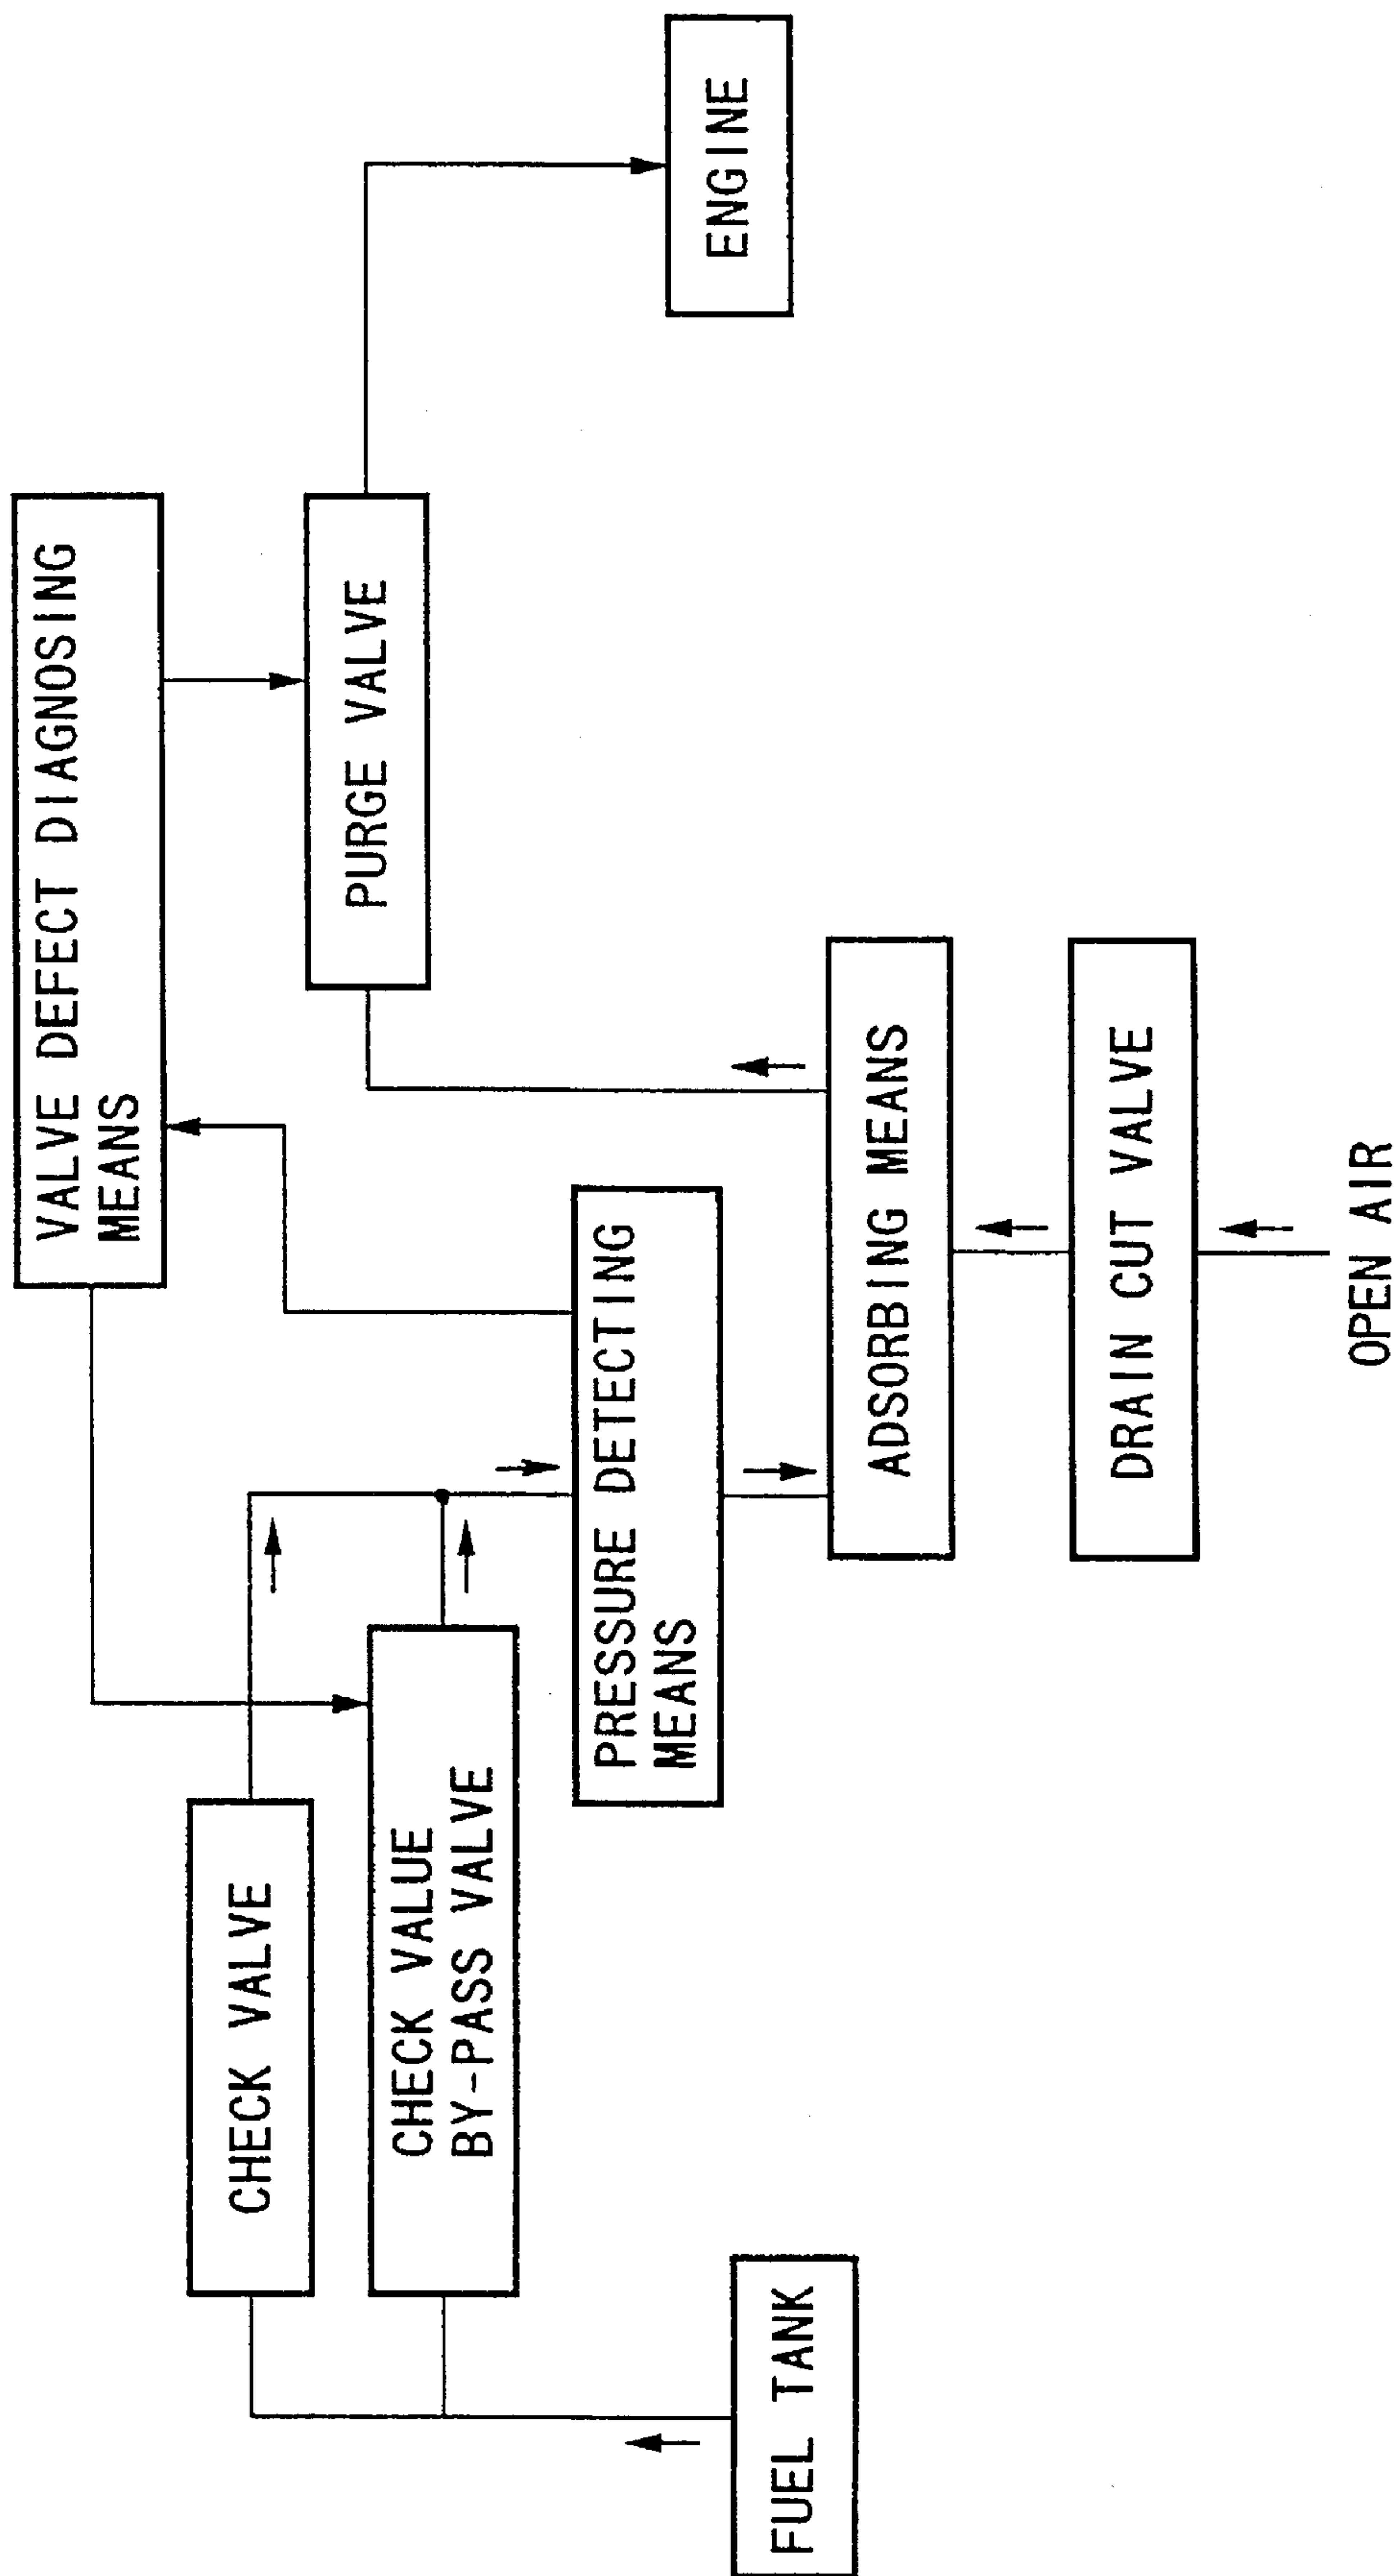 VALVE DEFECT DIAGNOSING
MEANS
CHECK VALVE
PURGE VALVE
CHECK VALUE
BY-PASS VALVE
PRESSURE DETECTING
MEANS
ENGINE
FUEL TANK
ADSORBING MEANS
DRAIN CUT VALVE
OPEN AIR